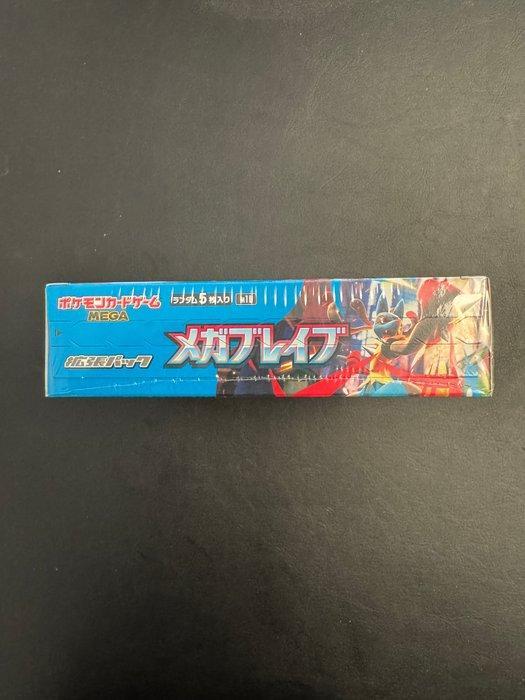 ポケモンカードゲーム
MEGA
ランダム5枚入り
拡張パック
メガブレイブ